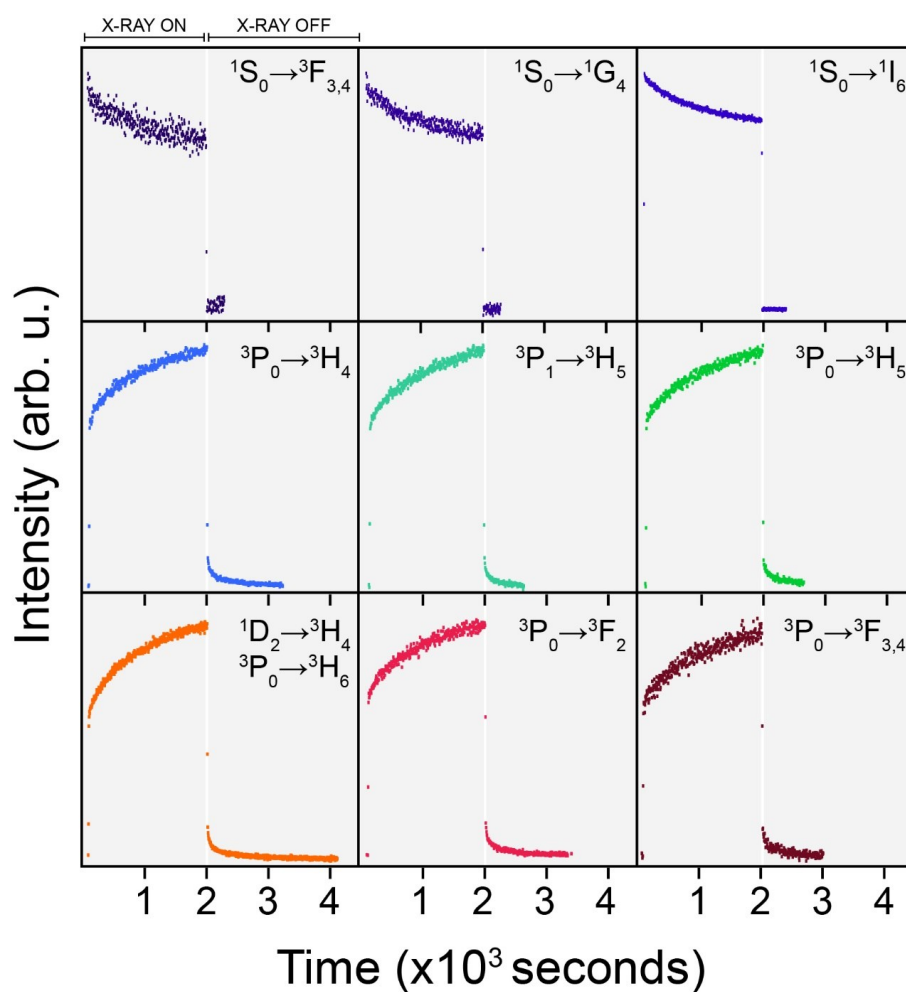 X-RAY ON X-RAY OFF
¹S₀→³F₃,₄ ¹S₀→¹G₄ ¹S₀→¹I₆
Intensity (arb. u.)
³P₀→³H₄ ³P₁→³H₅ ³P₀→³H₅
¹D₂→³H₄ ³P₀→³F₂ ³P₀→³F₃,₄
³P₀→³H₆
1 2 3 4 1 2 3 4 1 2 3 4
Time (x10³ seconds)